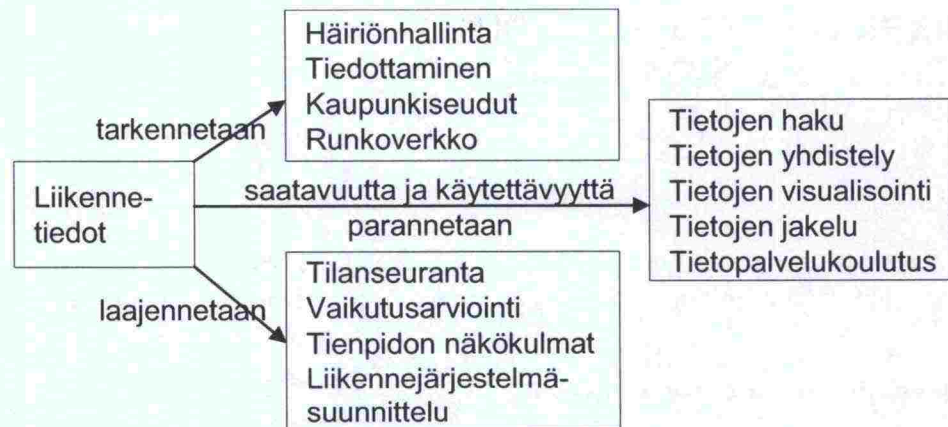 Häiriönhallinta
Tiedottaminen
Kaupunkiseudut
Runkoverkko
tarkennetaan
Liikenne-
tiedot
saatavuutta ja käytettävyyttä
parannetaan
Tietojen haku
Tietojen yhdistely
Tietojen visualisointi
Tietojen jakelu
Tietopalvelukoulutus
laajennetaan
Tilanseuranta
Vaikutusarviointi
Tienpidon näkökulmat
Liikennejärjestelmä-
suunnittelu